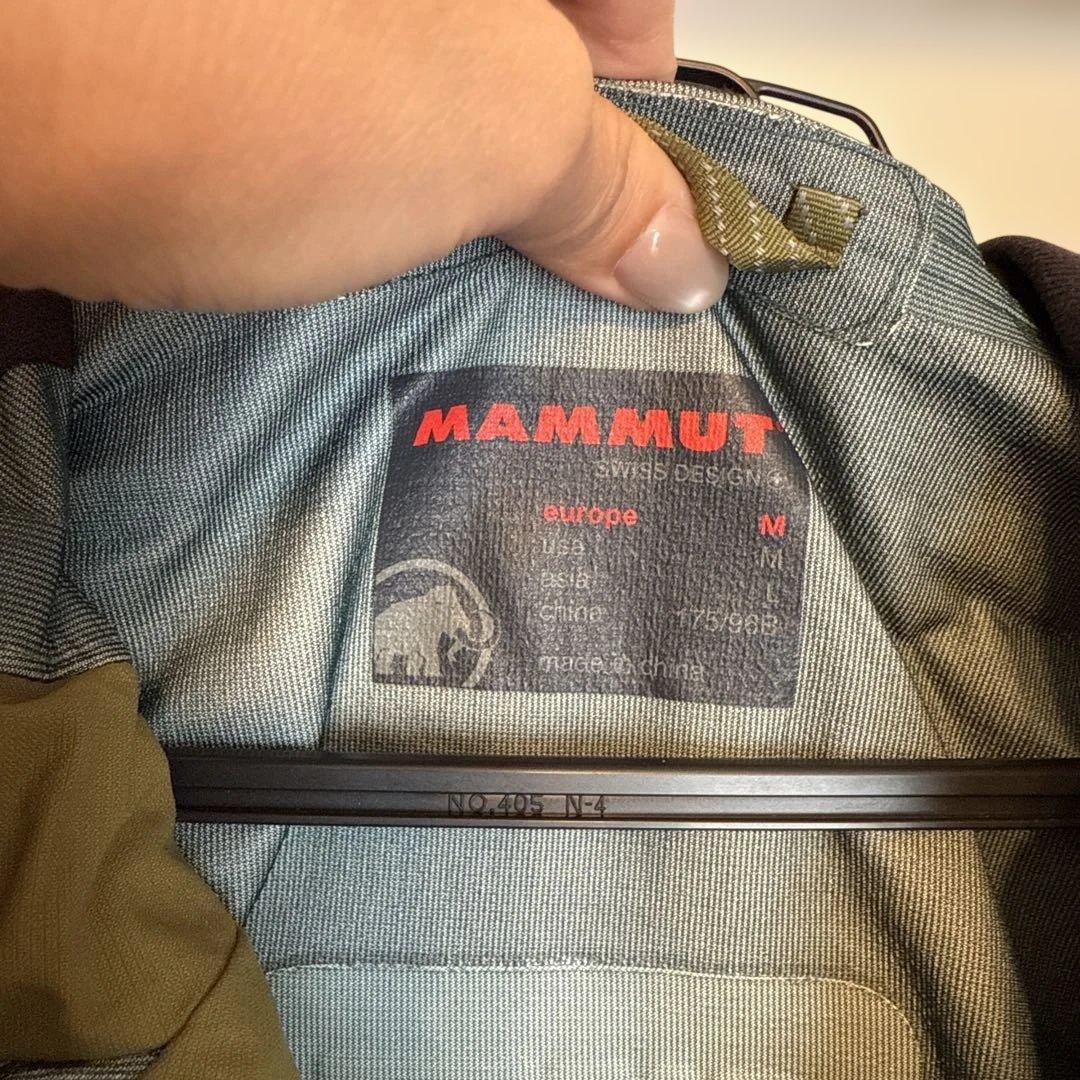 MAMMUT
SWISS DESIGN
europe M
usa M
asia L
china 175/96B
made in china
NO.405 N-4